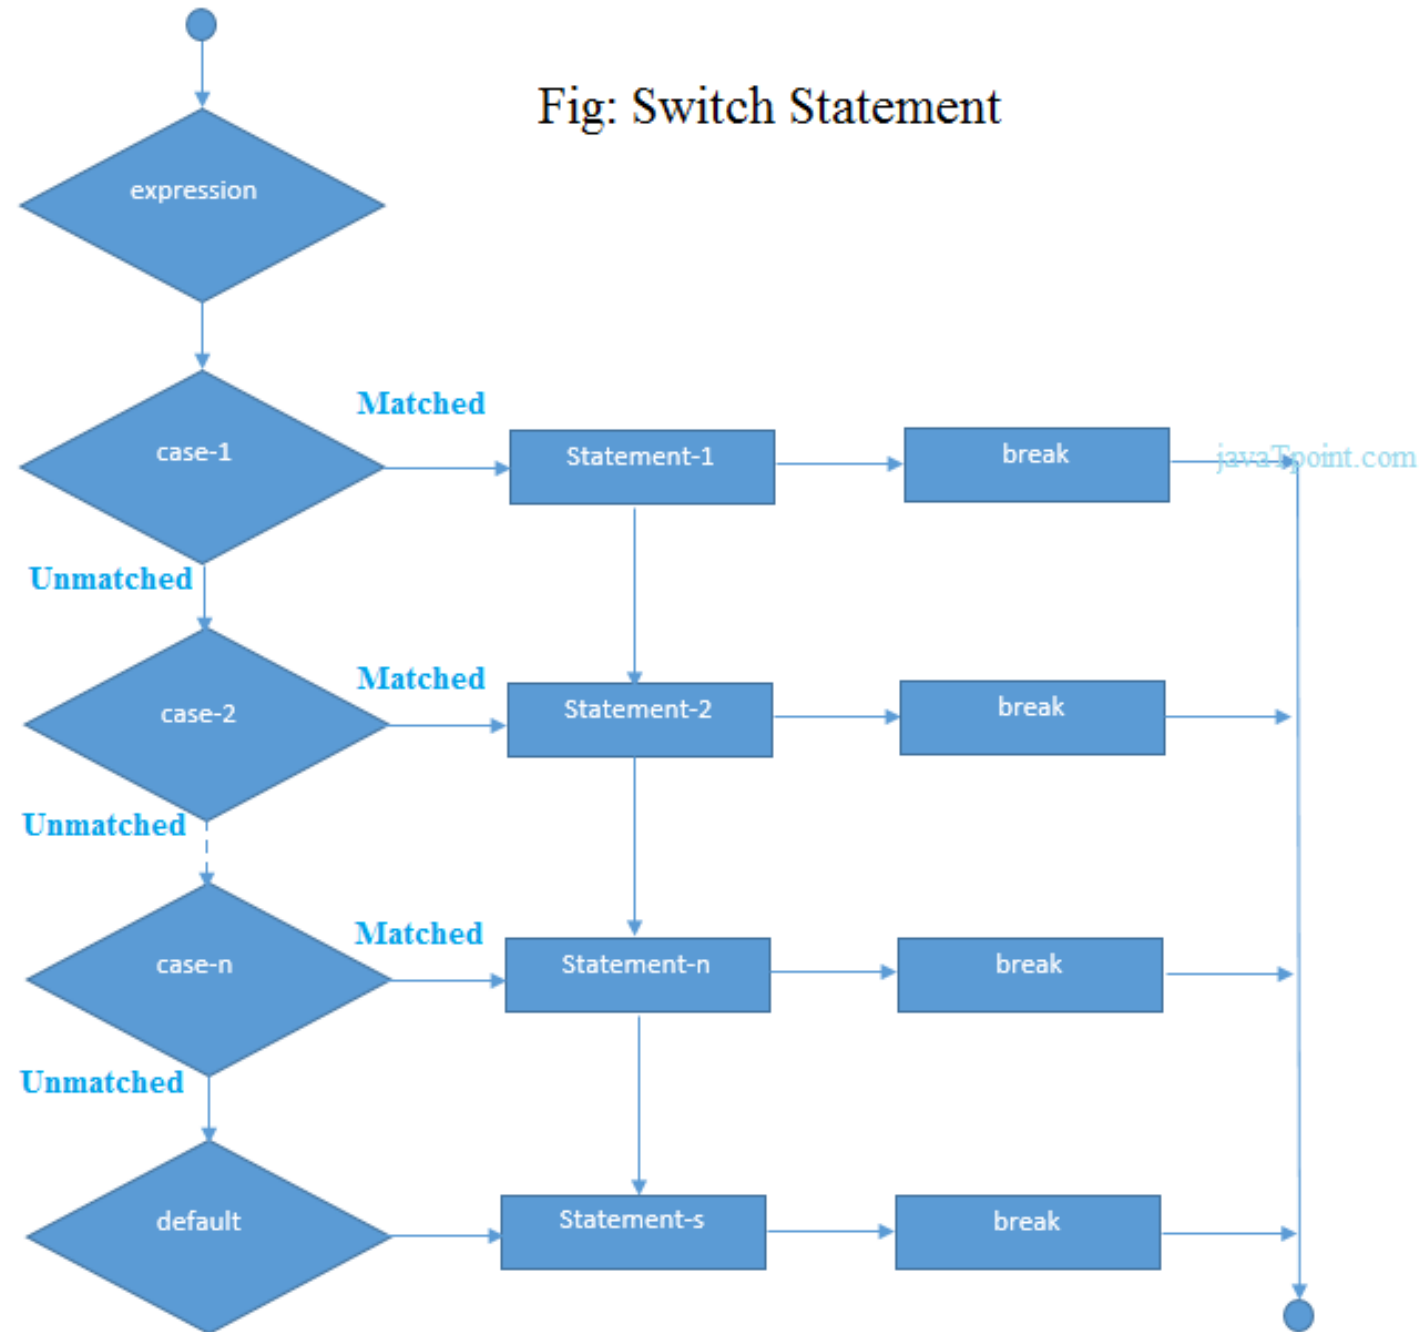 Fig: Switch Statement
expression
Matched
case-1
Statement-1
break
javaTpoint.com
Unmatched
Matched
case-2
Statement-2
break
Unmatched
Matched
case-n
Statement-n
break
Unmatched
default
Statement-s
break